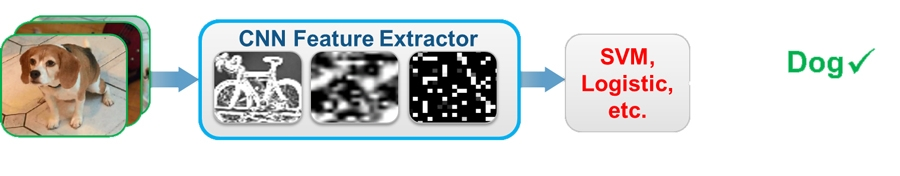 CNN Feature Extractor
SVM,
Logistic,
etc.
Dog✓